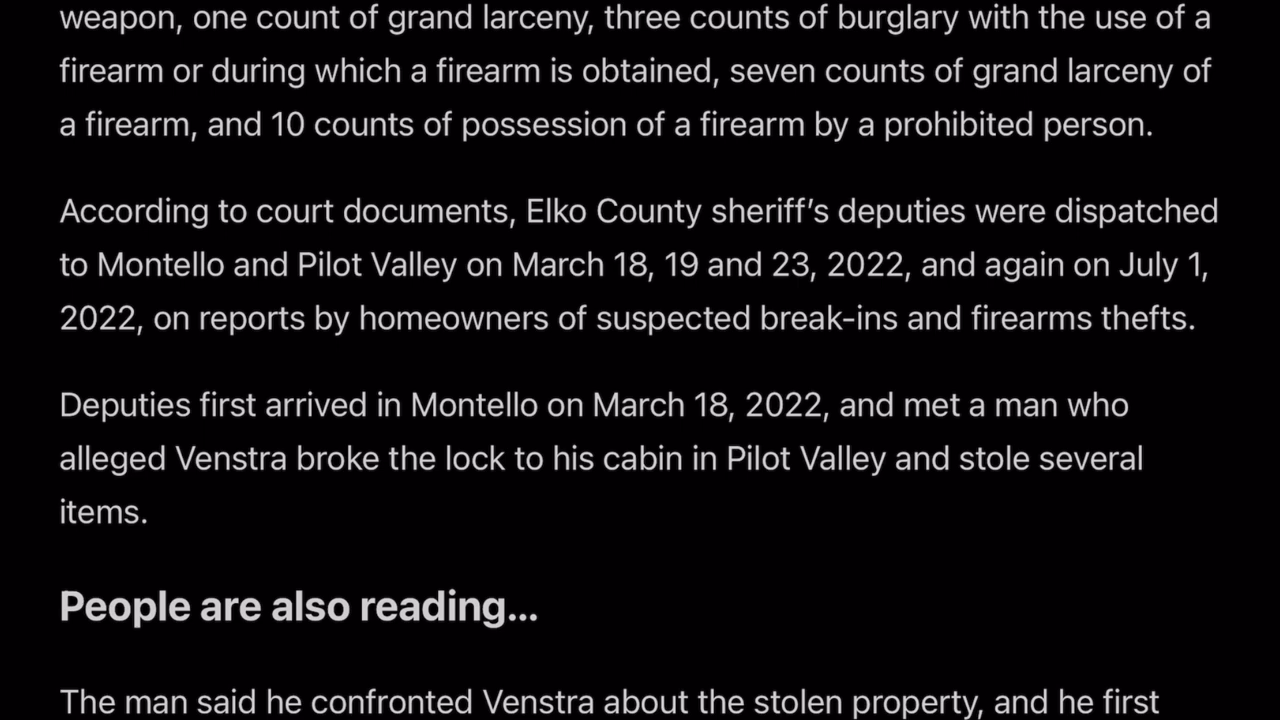 weapon, one count of grand larceny, three counts of burglary with the use of a
firearm or during which a firearm is obtained, seven counts of grand larceny of
a firearm, and 10 counts of possession of a firearm by a prohibited person.
According to court documents, Elko County sheriff’s deputies were dispatched
to Montello and Pilot Valley on March 18, 19 and 23, 2022, and again on July 1,
2022, on reports by homeowners of suspected break-ins and firearms thefts.
Deputies first arrived in Montello on March 18, 2022, and met a man who
alleged Venstra broke the lock to his cabin in Pilot Valley and stole several
items.
People are also reading…
The man said he confronted Venstra about the stolen property, and he first